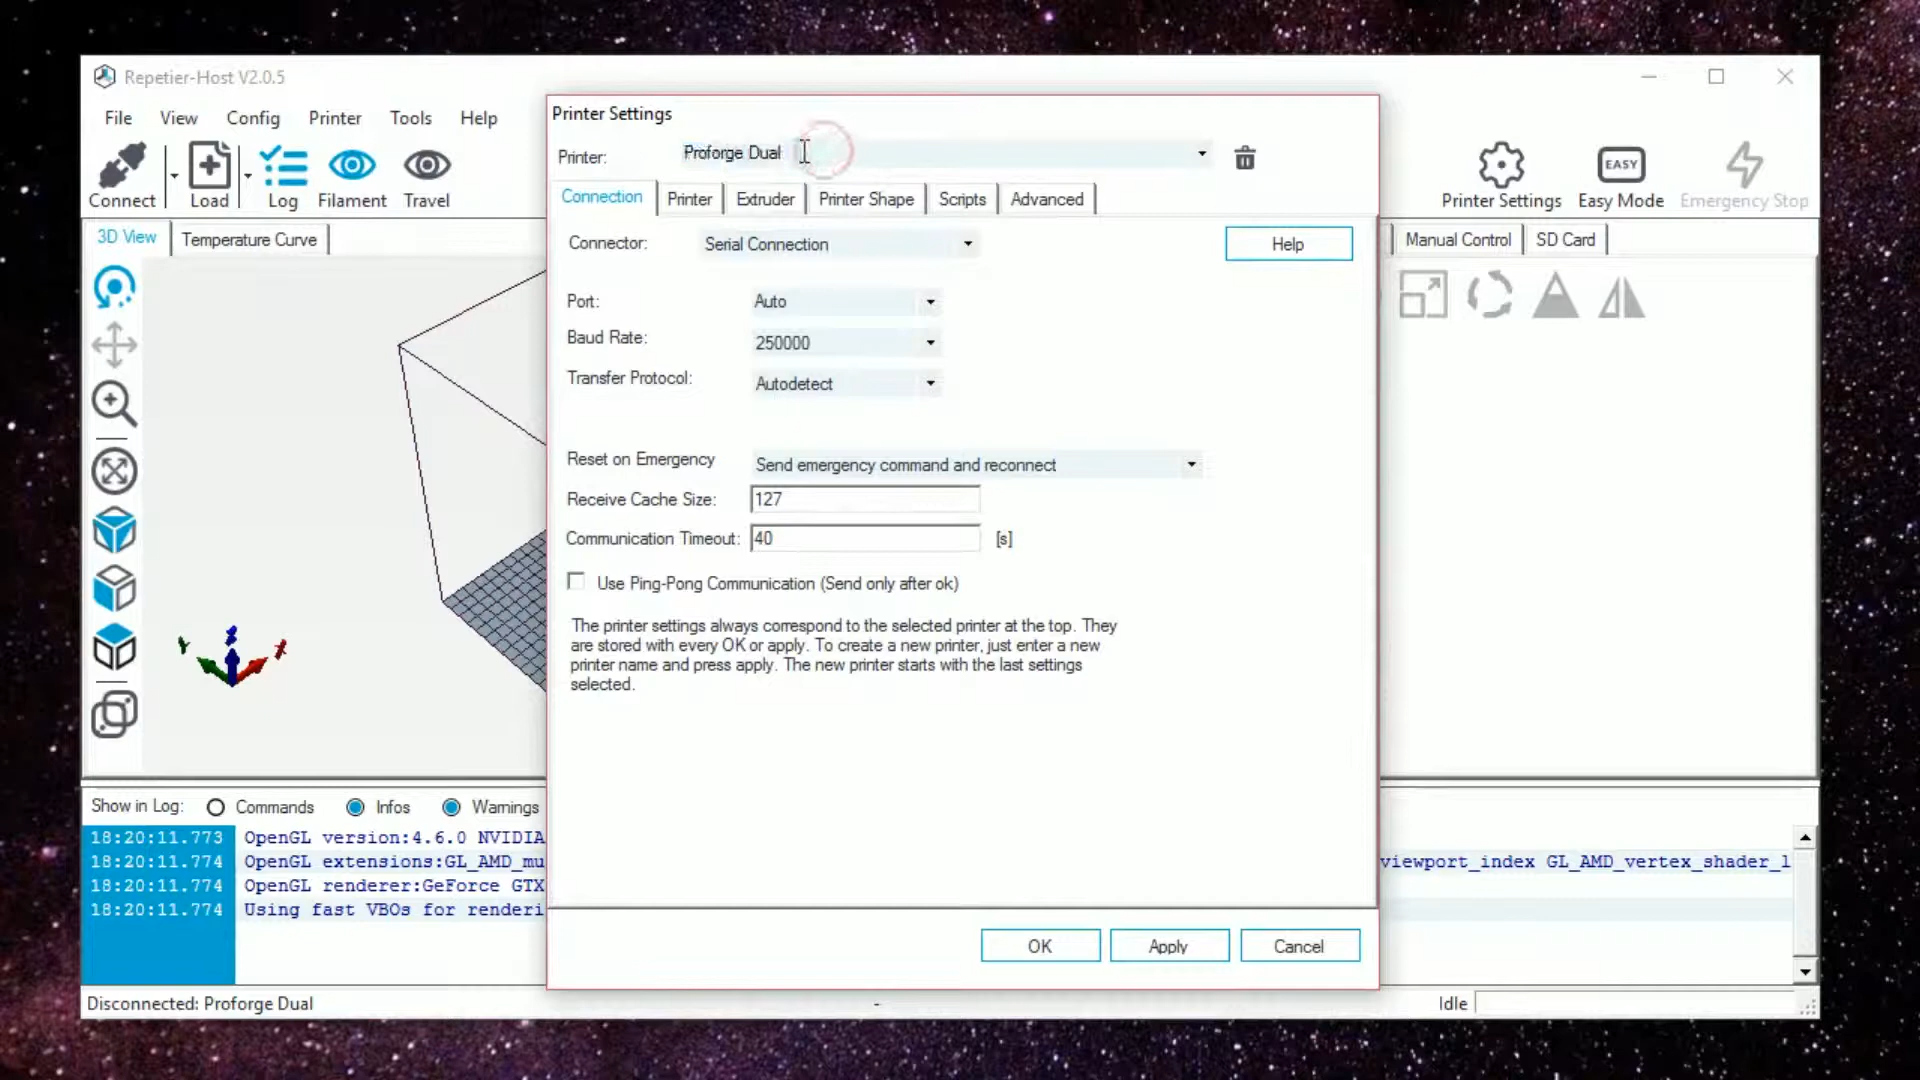 Repetier-Host V2.0.5
File View Config Printer Tools Help
Connect Load Log Filament Travel
Printer Settings Easy Mode Emergency Stop
EASY
3D View Temperature Curve
Manual Control SD Card
Printer Settings
Printer: Proforge Dual
Connection Printer Extruder Printer Shape Scripts Advanced
Connector: Serial Connection Help
Port: Auto
Baud Rate: 250000
Transfer Protocol: Autodetect
Reset on Emergency Send emergency command and reconnect
Receive Cache Size: 127
Communication Timeout: 40 [s]
Use Ping-Pong Communication (Send only after ok)
The printer settings always correspond to the selected printer at the top. They
are stored with every OK or apply. To create a new printer, just enter a new
printer name and press apply. The new printer starts with the last settings
selected.
OK Apply Cancel
Show in Log: Commands Infos Warnings
18:20:11.773 OpenGL version:4.6.0 NVIDIA
18:20:11.774 OpenGL extensions:GL_AMD_mu viewport_index GL_AMD_vertex_shader_l
18:20:11.774 OpenGL renderer:GeForce GTX
18:20:11.774 Using fast VBOs for renderi
Disconnected: Proforge Dual - Idle